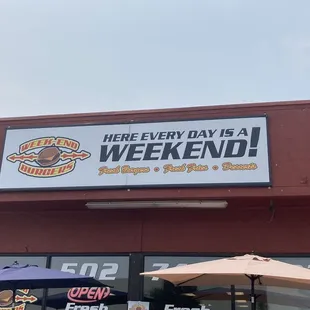 WEEK-END
BURGERS
HERE EVERY DAY IS A
WEEKEND!
Fresh Burgers Fresh Fries Desserts
502
OPEN
Fresh
Fresh